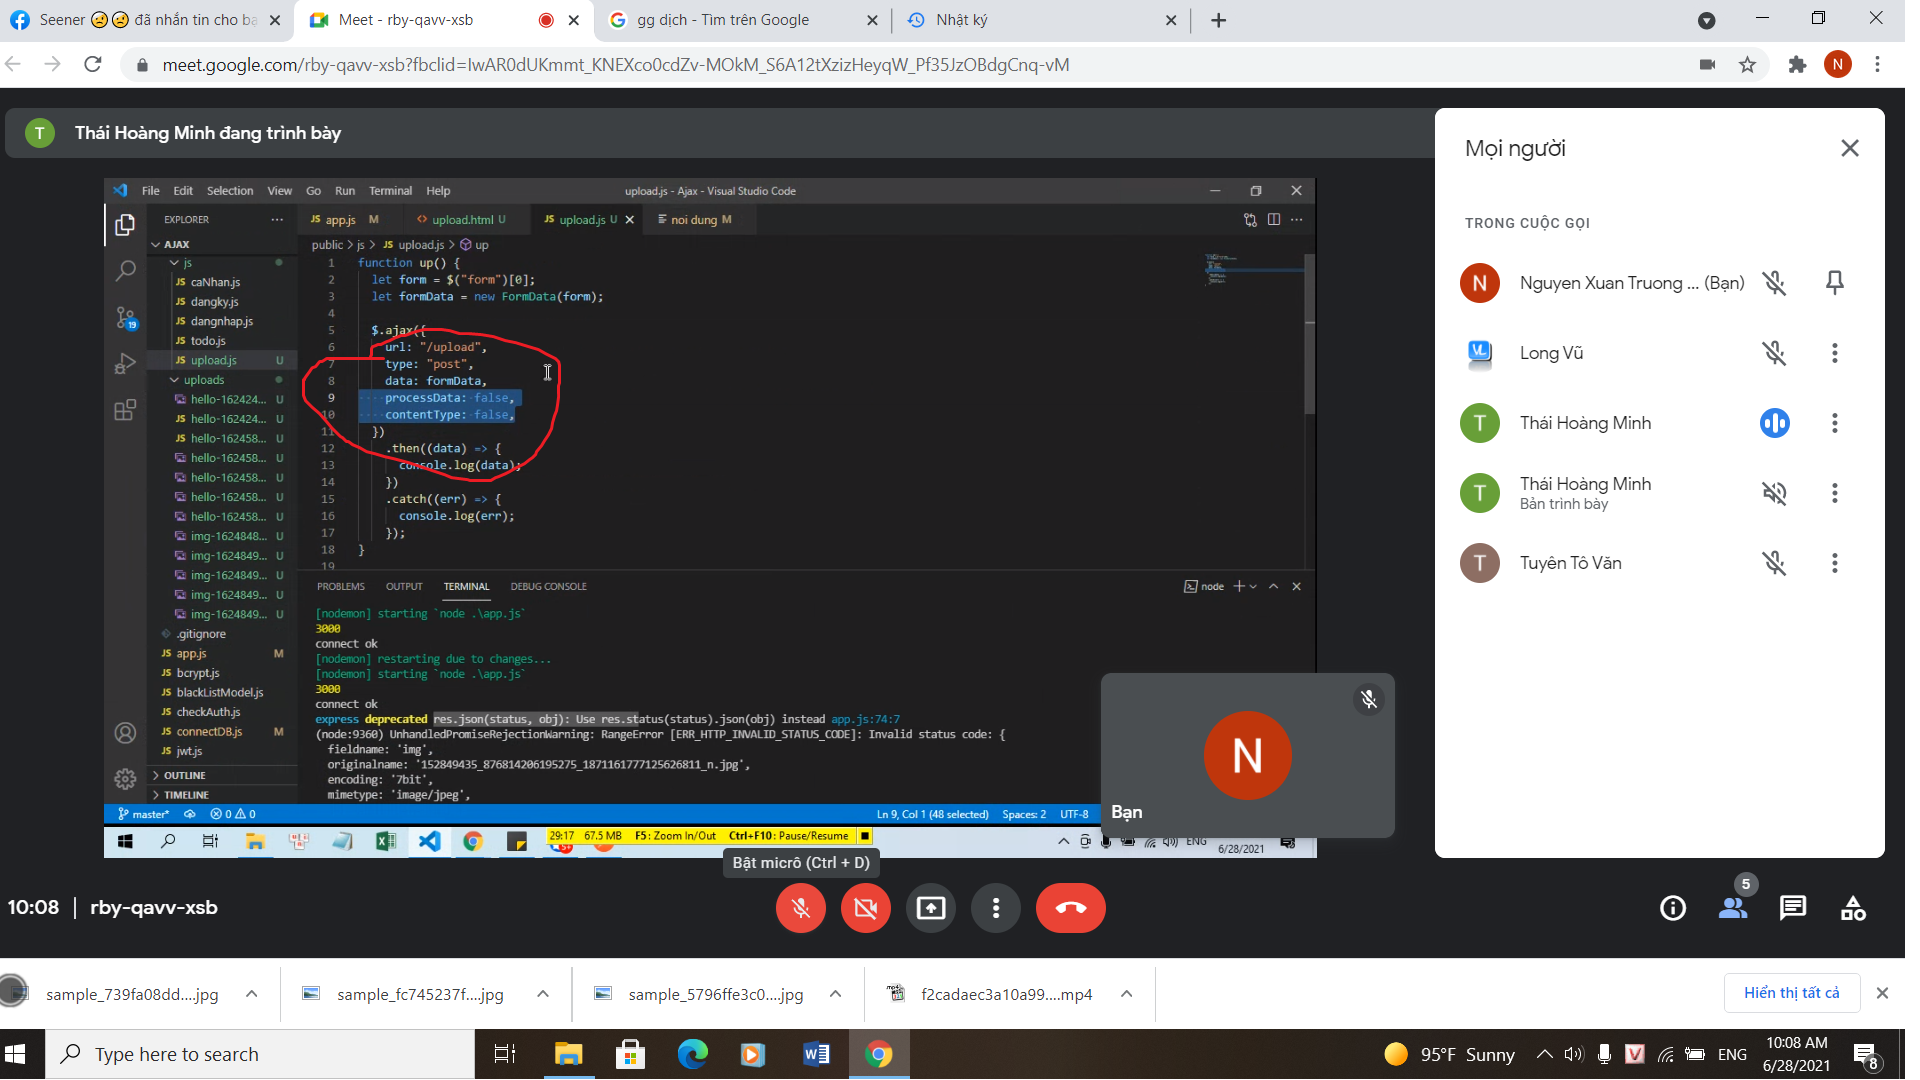 Seener 😥😥 đã nhắn tin cho bạ
Meet - rby-qavv-xsb
gg dịch - Tìm trên Google
Nhật ký
meet.google.com/rby-qavv-xsb?fbclid=IwAR0dUKmmt_KNEXco0cdZv-MOkM_S6A12tXzizHeyqW_Pf35JzOBdgCnq-vM
N
T
Thái Hoàng Minh đang trình bày
File Edit Selection View Go Run Terminal Help
upload.js - Ajax - Visual Studio Code
EXPLORER
JS app.js M
<> upload.html U
JS upload.js U
noi dung M
public > js > JS upload.js > up
AJAX
js
JS caNhan.js
JS dangky.js
JS dangnhap.js
JS todo.js
JS upload.js U
uploads
hello-162424... U
hello-162424... U
JS hello-162458... U
hello-162458... U
hello-162458... U
hello-162458... U
hello-162458... U
img-1624848... U
img-1624849... U
img-1624849... U
img-1624849... U
img-1624849... U
.gitignore
JS app.js M
JS bcrypt.js
JS blackListModel.js
JS checkAuth.js
JS connectDB.js M
JS jwt.js
OUTLINE
TIMELINE
19
1 function up() {
2 let form = $("form")[0];
3 let formData = new FormData(form);
4
5 $.ajax({
6 url: "/upload",
7 type: "post",
8 data: formData,
9 processData: false,
10 contentType: false,
11 })
12 .then((data) => {
13 console.log(data);
14 })
15 .catch((err) => {
16 console.log(err);
17 });
18 }
19
PROBLEMS OUTPUT TERMINAL DEBUG CONSOLE
node
[nodemon] starting `node .\app.js`
3000
connect ok
[nodemon] restarting due to changes...
[nodemon] starting `node .\app.js`
3000
connect ok
express deprecated res.json(status, obj): Use res.status(status).json(obj) instead app.js:74:7
(node:9360) UnhandledPromiseRejectionWarning: RangeError [ERR_HTTP_INVALID_STATUS_CODE]: Invalid status code: {
fieldname: 'img',
originalname: '152849435_876814206195275_1871161777125626811_n.jpg',
encoding: '7bit',
mimetype: 'image/jpeg',
master* 0 0
Ln 9, Col 1 (48 selected) Spaces: 2 UTF-8
29:17 67.5 MB F5: Zoom In/Out Ctrl+F10: Pause/Resume
ENG
6/28/2021
N
Bạn
Bật micrô (Ctrl + D)
Mọi người
TRONG CUỘC GỌI
N Nguyen Xuan Truong ... (Bạn)
VL Long Vũ
T Thái Hoàng Minh
T Thái Hoàng Minh
Bản trình bày
T Tuyên Tô Văn
10:08 | rby-qavv-xsb
5
sample_739fa08dd....jpg
sample_fc745237f....jpg
sample_5796ffe3c0....jpg
f2cadaec3a10a99....mp4
Hiển thị tất cả
Type here to search
95°F Sunny
ENG
10:08 AM
6/28/2021
8